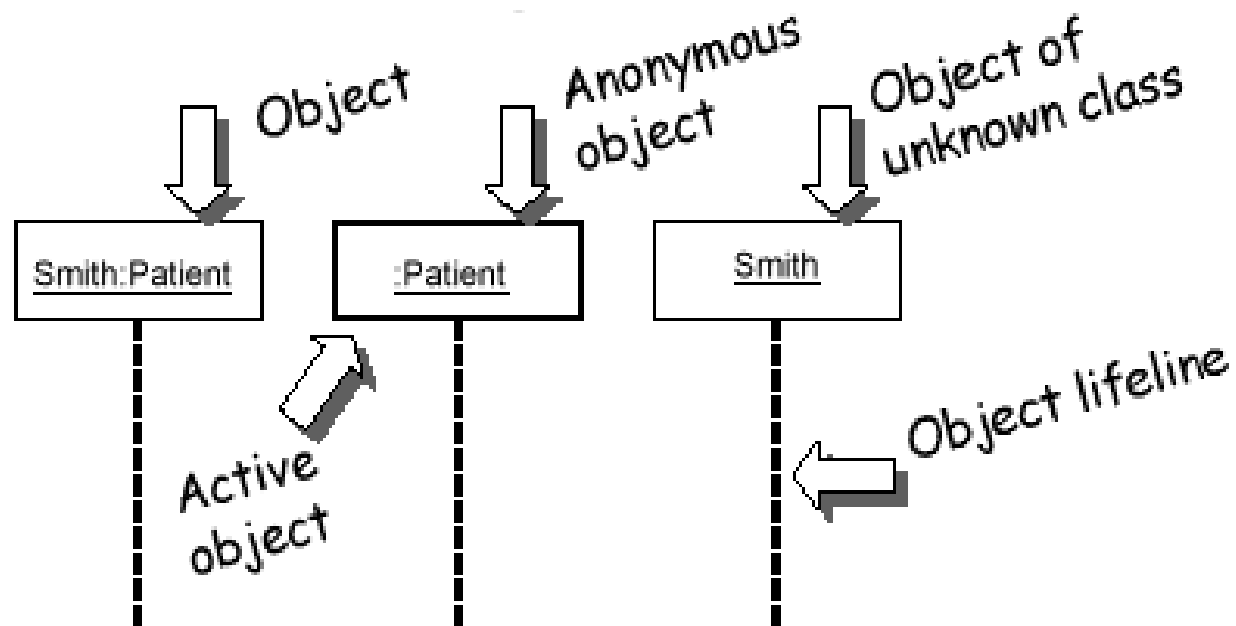 Object
Anonymous
object
Object of
unknown class
Smith:Patient
:Patient
Smith
Active
object
Object lifeline